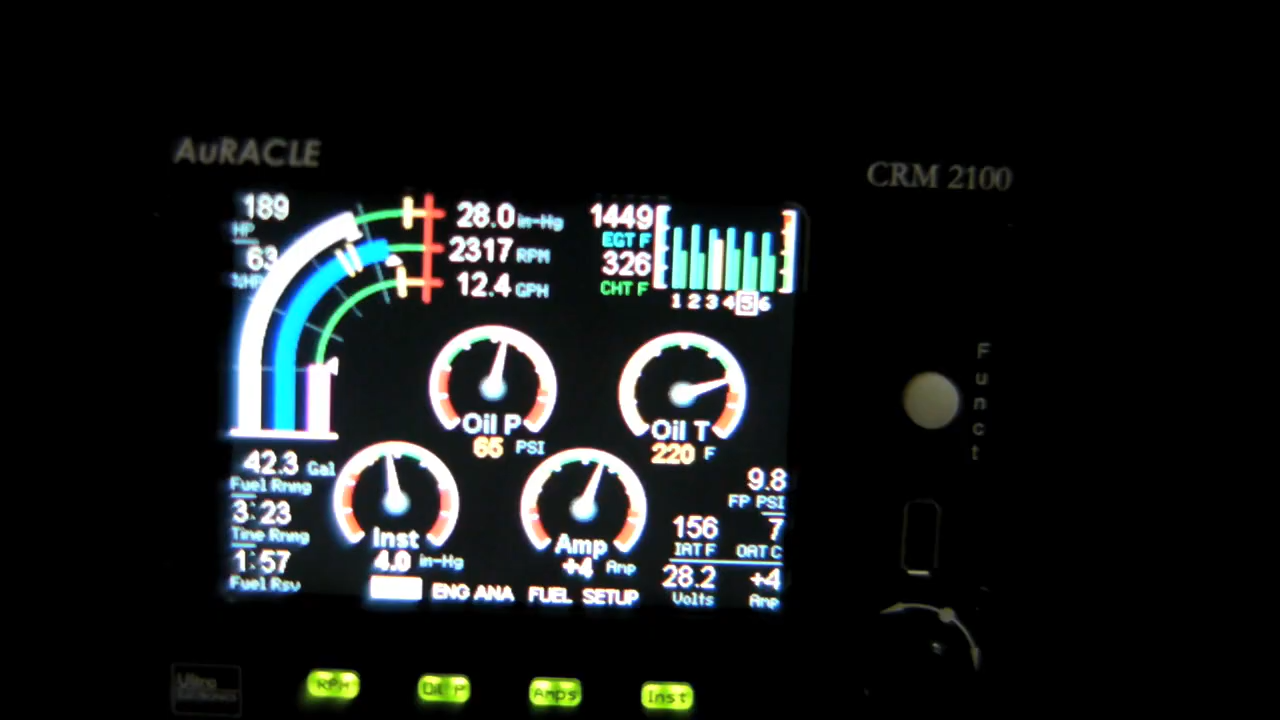 AuRACLE
CRM 2100
189
HP
63
%HP
28.0 in-Hg
2317 RPM
12.4 GPH
1449
EGT F
326
CHT F
1 2 3 4 5 6
Oil P
65 PSI
Oil T
220 F
42.3 Gal
Fuel Rmng
3:23
Time Rmng
1:57
Fuel Rsv
Inst
4.0 in-Hg
Amp
+4 Amp
9.8
FP PSI
156
IAT F
7
OAT C
28.2
Volts
+4
Amp
ENG ANA FUEL SETUP
Funct
RPM
Oil P
Amps
Inst